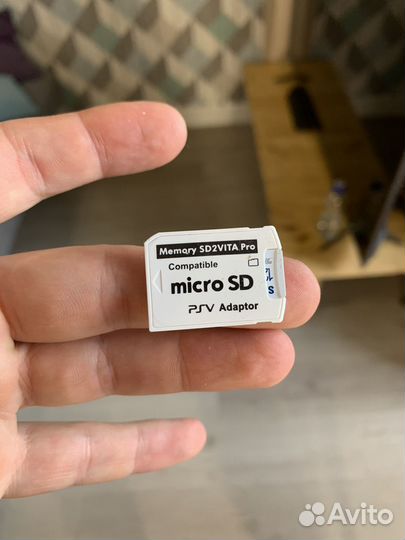 Memory SD2VITA Pro
Compatible
micro SD
PSV Adaptor
Avito